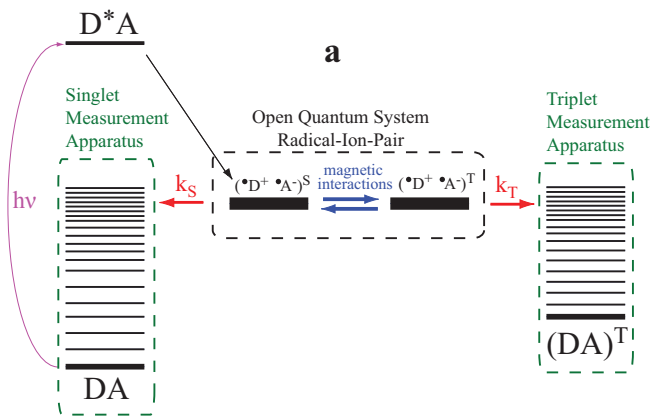 D*A
a
Singlet
Measurement
Apparatus
Open Quantum System
Radical-Ion-Pair
Triplet
Measurement
Apparatus
hν
k_S
(•D⁺ •A⁻)ˢ
magnetic
interactions
(•D⁺ •A⁻)ᵀ
k_T
DA
(DA)ᵀ